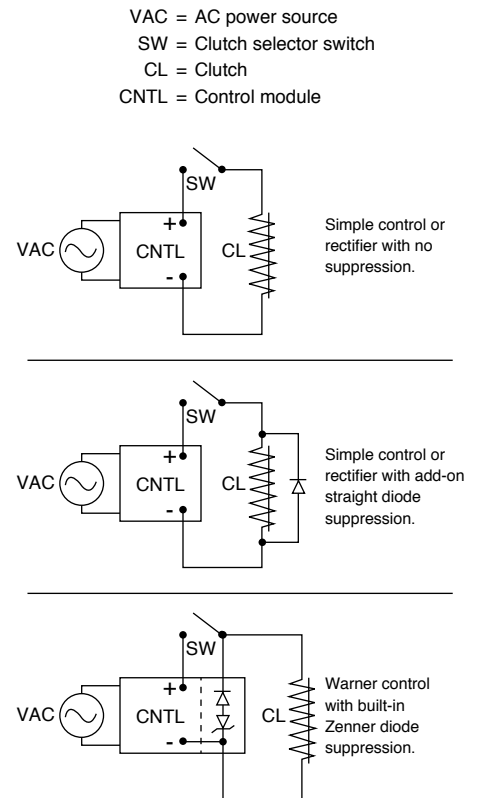 VAC = AC power source
SW = Clutch selector switch
CL = Clutch
CNTL = Control module
SW
+
VAC
CNTL
CL
-
Simple control or
rectifier with no
suppression.
SW
+
VAC
CNTL
CL
-
Simple control or
rectifier with add-on
straight diode
suppression.
SW
+
VAC
CNTL
CL
-
Warner control
with built-in
Zenner diode
suppression.